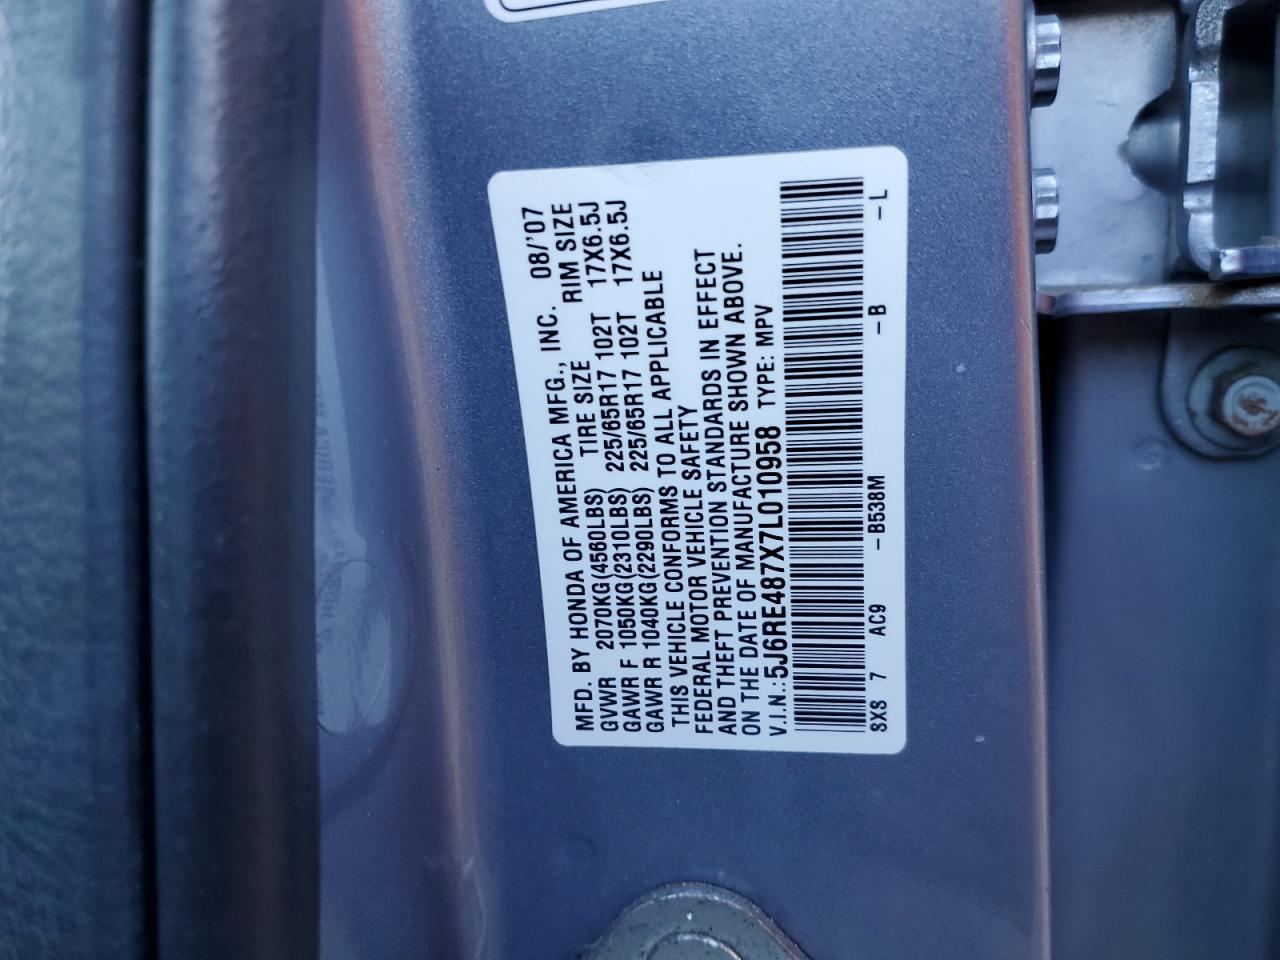 MFD. BY HONDA OF AMERICA MFG., INC. 08/'07
GVWR 2070KG(4560LBS) TIRE SIZE RIM SIZE
GAWR F 1050KG(2310LBS) 225/65R17 102T 17X6.5J
GAWR R 1040KG(2290LBS) 225/65R17 102T 17X6.5J
THIS VEHICLE CONFORMS TO ALL APPLICABLE
FEDERAL MOTOR VEHICLE SAFETY
AND THEFT PREVENTION STANDARDS IN EFFECT
ON THE DATE OF MANUFACTURE SHOWN ABOVE.
V.I.N.:5J6RE487X7L010958 TYPE: MPV
SXS 7 AC9 -B538M -B -L